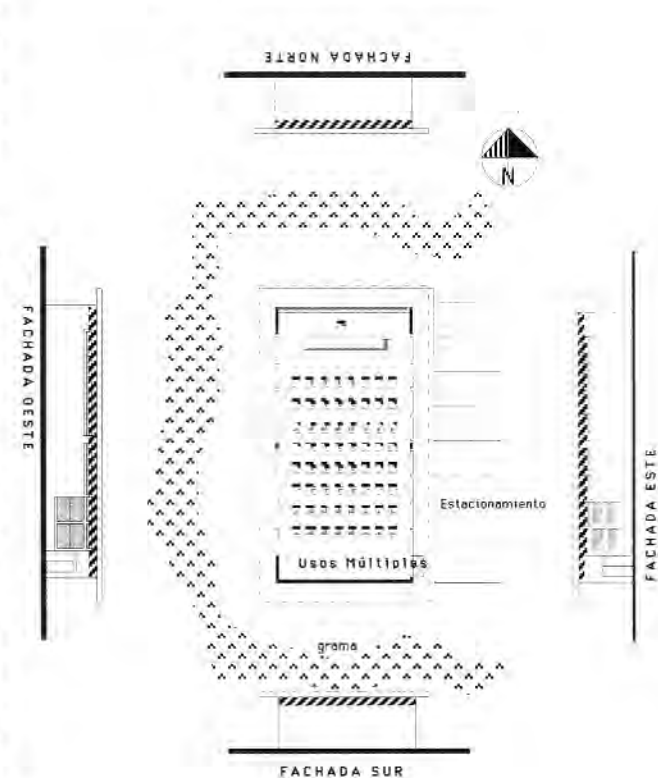 FACHADA NORTE
N
FACHADA OESTE
Estacionamiento
FACHADA ESTE
Usos Múltiples
grama
FACHADA SUR